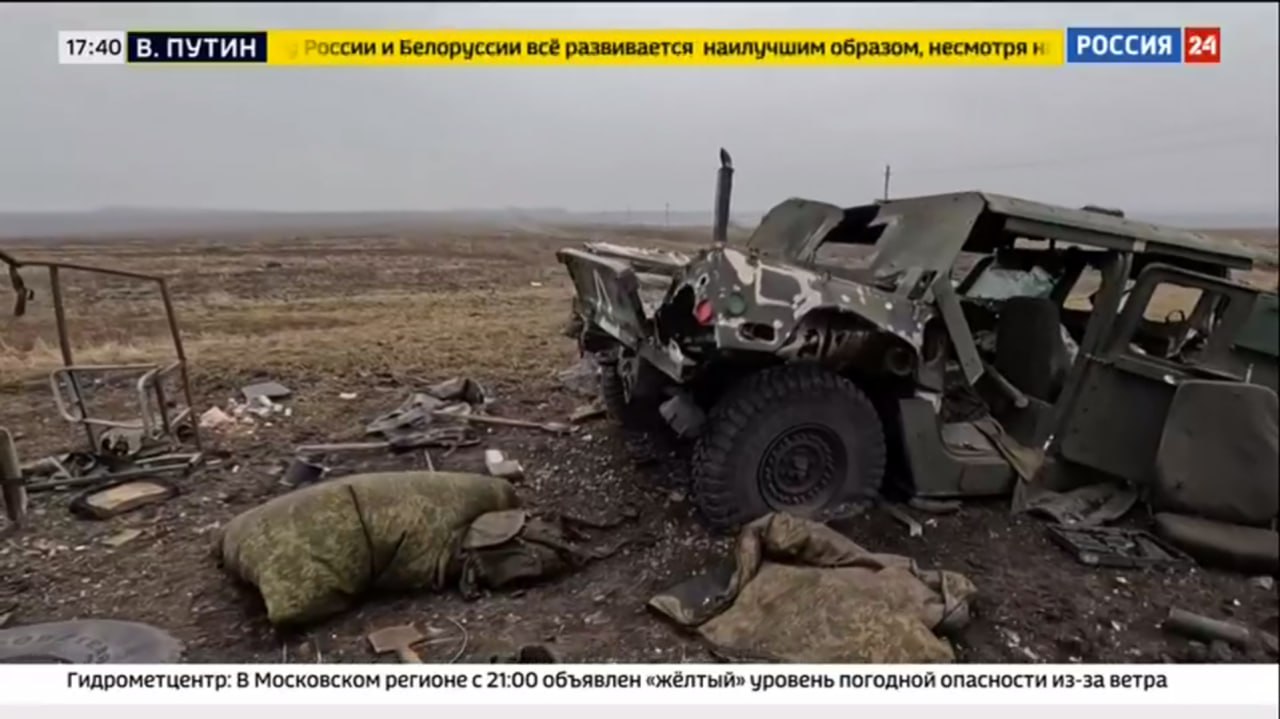 17:40 В. ПУТИН России и Белоруссии всё развивается наилучшим образом, несмотря РОССИЯ 24
Гидрометцентр: В Московском регионе с 21:00 объявлен «жёлтый» уровень погодной опасности из-за ветра